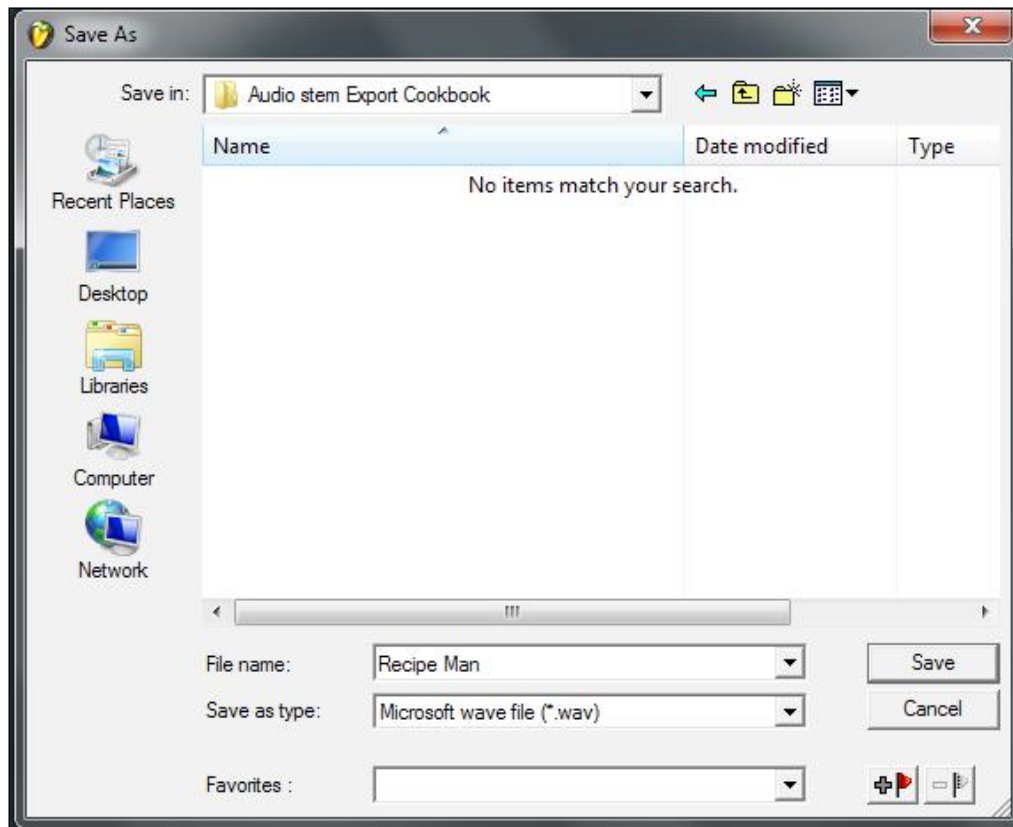 Save As
Save in:
Audio stem Export Cookbook
Name
Date modified
Type
No items match your search.
Recent Places
Desktop
Libraries
Computer
Network
File name:
Recipe Man
Save
Save as type:
Microsoft wave file (*.wav)
Cancel
Favorites :